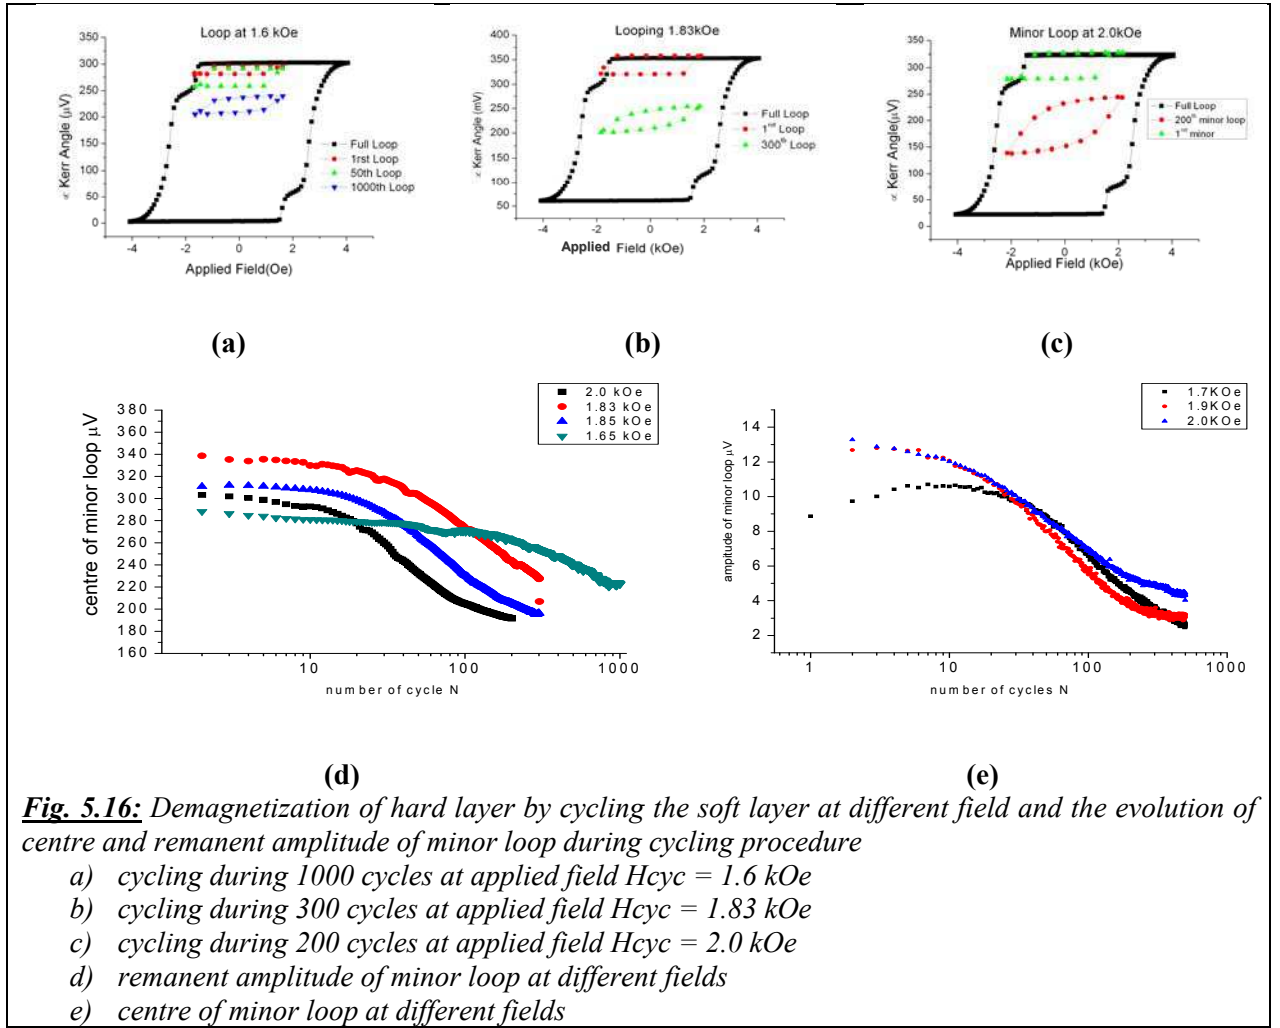 Loop at 1.6 kOe
350
300
250
200
150
100
50
0
∝ Kerr Angle (μV)
Full Loop
1rst Loop
50th Loop
1000th Loop
-4 -2 0 2 4
Applied Field(Oe)
(a)
Looping 1.83kOe
400
350
300
250
200
150
100
50
∝ Kerr Angle (mV)
Full Loop
1st Loop
300th Loop
-4 -2 0 2 4
Applied Field (kOe)
(b)
Minor Loop at 2.0kOe
350
300
250
200
150
100
50
0
∝ Kerr Angle(μV)
Full Loop
200th minor loop
1st minor
-4 -2 0 2 4
Applied Field (kOe)
(c)
2.0 kOe
1.83 kOe
1.85 kOe
1.65 kOe
380
360
340
320
300
280
260
240
220
200
180
160
centre of minor loop μV
10 100 1000
number of cycle N
(d)
1.7KOe
1.9KOe
2.0KOe
14
12
10
8
6
4
2
ampitude of minor loop μV
1 10 100 1000
number of cycles N
(e)
Fig. 5.16: Demagnetization of hard layer by cycling the soft layer at different field and the evolution of
centre and remanent amplitude of minor loop during cycling procedure
a) cycling during 1000 cycles at applied field Hcyc = 1.6 kOe
b) cycling during 300 cycles at applied field Hcyc = 1.83 kOe
c) cycling during 200 cycles at applied field Hcyc = 2.0 kOe
d) remanent amplitude of minor loop at different fields
e) centre of minor loop at different fields